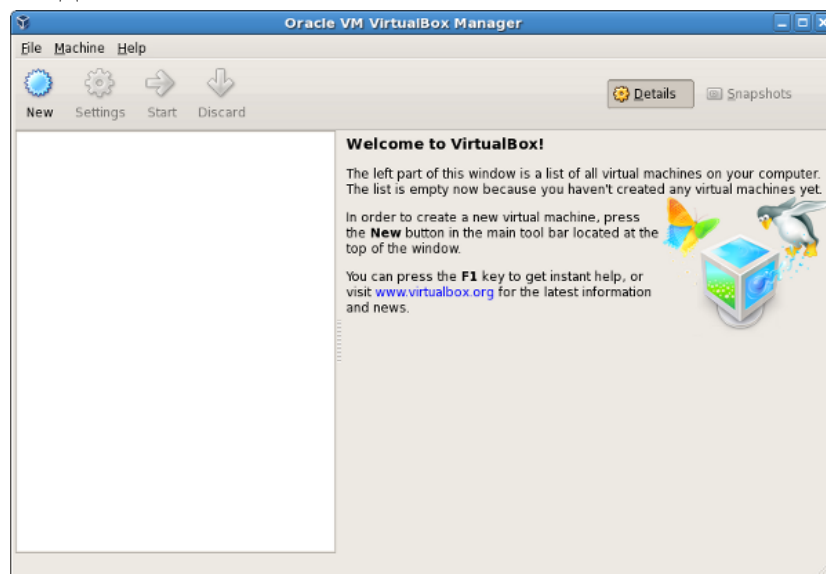 Oracle VM VirtualBox Manager
File Machine Help
New Settings Start Discard
Details Snapshots
Welcome to VirtualBox!
The left part of this window is a list of all virtual machines on your computer.
The list is empty now because you haven't created any virtual machines yet.
In order to create a new virtual machine, press
the New button in the main tool bar located at the
top of the window.
You can press the F1 key to get instant help, or
visit www.virtualbox.org for the latest information
and news.